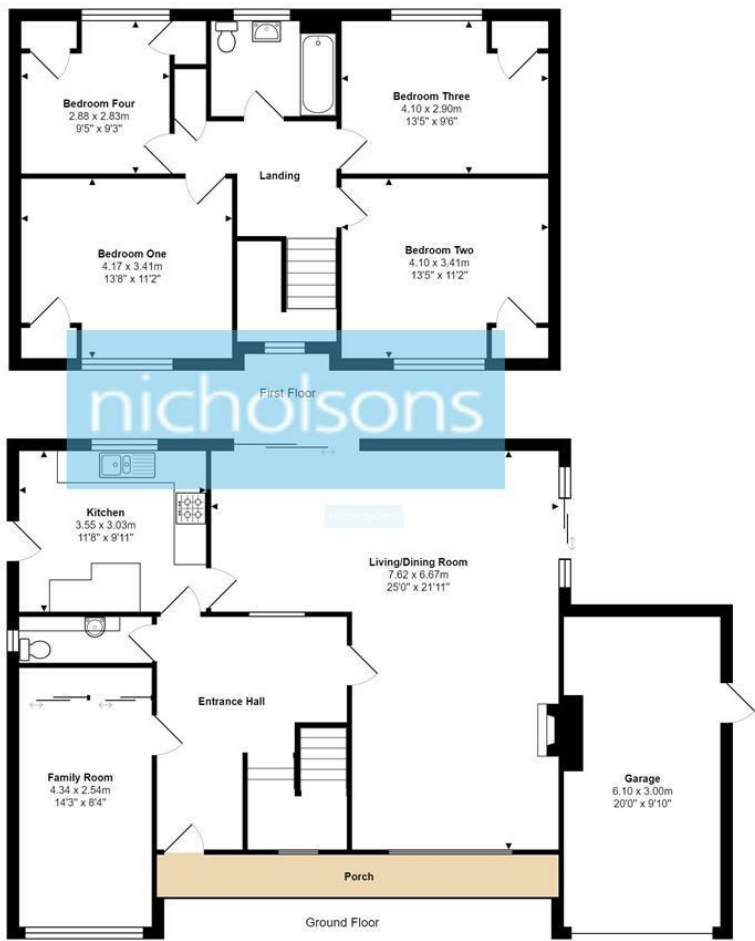 Bedroom Four
2.88 x 2.83m
9'5" x 9'3"
Bedroom Three
4.10 x 2.90m
13'5" x 9'6"
Landing
Bedroom One
4.17 x 3.41m
13'8" x 11'2"
Bedroom Two
4.10 x 3.41m
13'5" x 11'2"
First Floor
nicholsons
Kitchen
3.55 x 3.03m
11'8" x 9'11"
Living/Dining Room
7.62 x 6.67m
25'0" x 21'11"
Entrance Hall
Family Room
4.34 x 2.54m
14'3" x 8'4"
Garage
6.10 x 3.00m
20'0" x 9'10"
Porch
Ground Floor